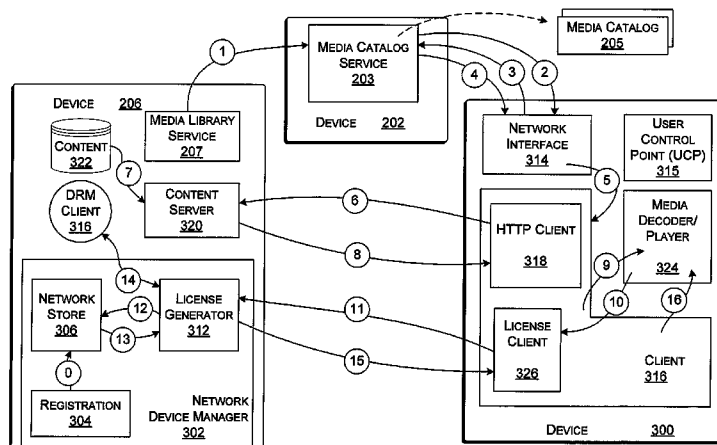 1
MEDIA CATALOG
SERVICE
203
MEDIA CATALOG
205
4
3
2
DEVICE 202
DEVICE 206
CONTENT
322
MEDIA LIBRARY
SERVICE
207
7
DRM
CLIENT
316
CONTENT
SERVER
320
14
NETWORK
STORE
306
12
13
LICENSE
GENERATOR
312
0
REGISTRATION
304
NETWORK
DEVICE MANAGER
302
6
8
11
15
NETWORK
INTERFACE
314
USER
CONTROL
POINT (UCP)
315
5
HTTP CLIENT
318
MEDIA
DECODER/
PLAYER
324
9
10
16
LICENSE
CLIENT
326
CLIENT
316
DEVICE 300